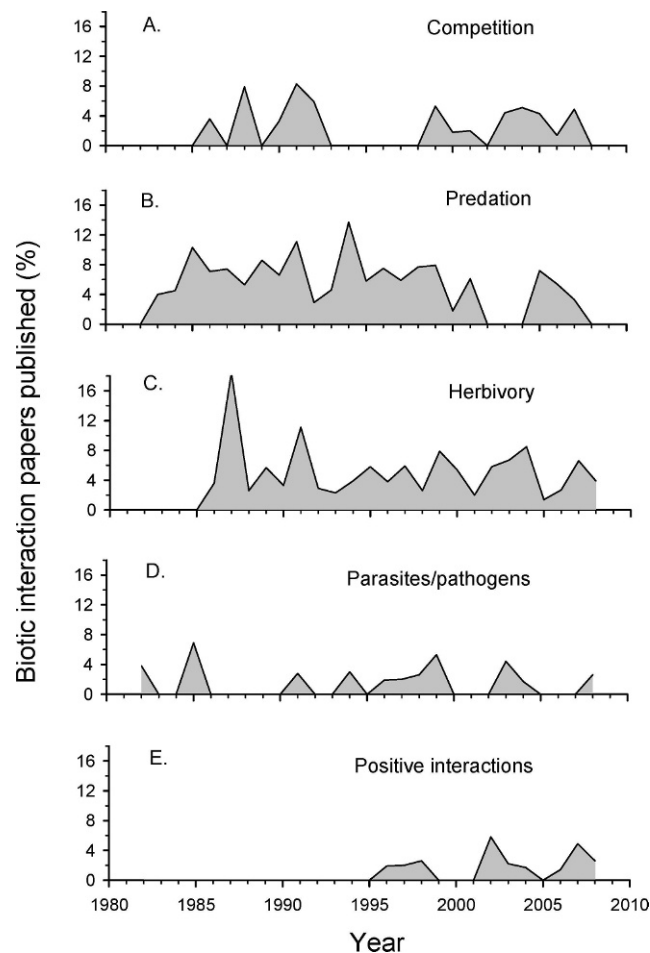 Biotic interaction papers published (%)
A.
Competition
16
12
8
4
0
B.
Predation
16
12
8
4
0
C.
Herbivory
16
12
8
4
0
D.
Parasites/pathogens
16
12
8
4
0
E.
Positive interactions
16
12
8
4
0
1980 1985 1990 1995 2000 2005 2010
Year